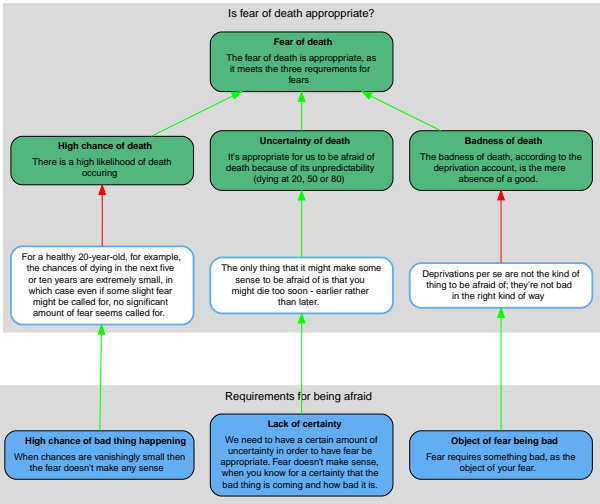 Is fear of death approppriate?
Fear of death
The fear of death is approppriate, as
it meets the three requrements for
fears
High chance of death
There is a high likelihood of death
occuring
Uncertainty of death
It's appropriate for us to be afraid of
death because of its unpredictability
(dying at 20, 50 or 80)
Badness of death
The badness of death, according to the
deprivation account, is the mere
absence of a good.
For a healthy 20-year-old, for example,
the chances of dying in the next five
or ten years are extremely small, in
which case even if some slight fear
might be called for, no significant
amount of fear seems called for.
The only thing that it might make some
sense to be afraid of is that you
might die too soon - earlier rather
than later.
Deprivations per se are not the kind of
thing to be afraid of; they're not bad
in the right kind of way
Requirements for being afraid
High chance of bad thing happening
When chances are vanishingly small then
the fear doesn't make any sense
Lack of certainty
We need to have a certain amount of
uncertainty in order to have fear be
appropriate. Fear doesn't make sense,
when you know for a certainty that the
bad thing is coming and how bad it is.
Object of fear being bad
Fear requires something bad, as the
object of your fear.